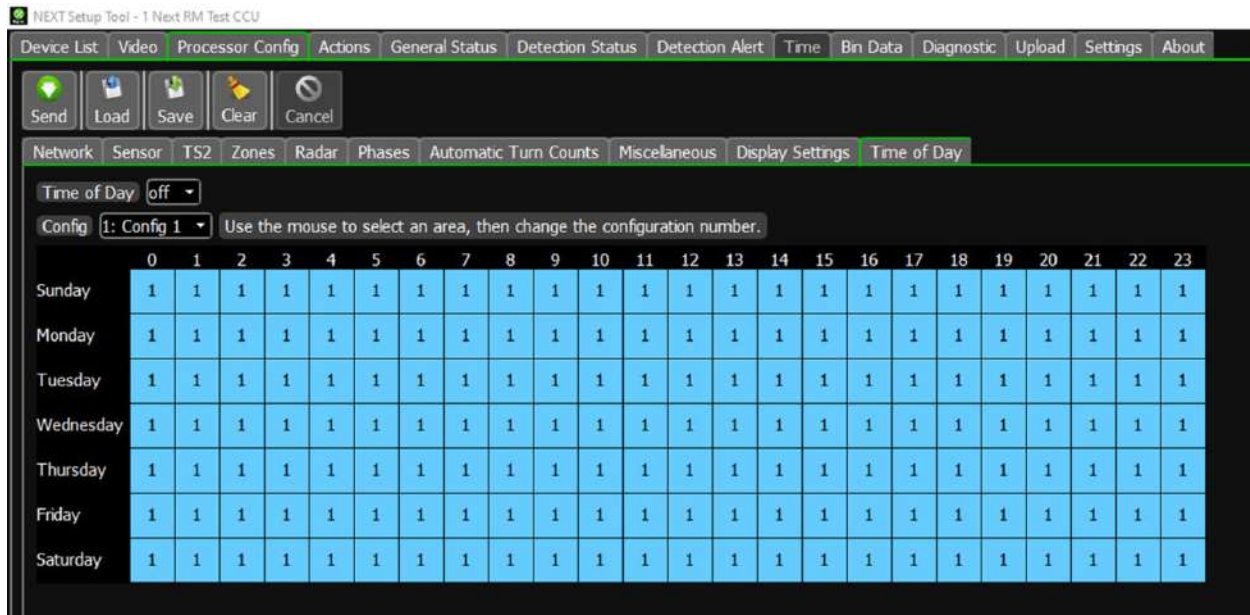 NEXT Setup Tool - 1 Next RM Test CCU
Device List Video Processor Config Actions General Status Detection Status Detection Alert Time Bin Data Diagnostic Upload Settings About
Send Load Save Clear Cancel
Network Sensor TS2 Zones Radar Phases Automatic Turn Counts Miscellaneous Display Settings Time of Day
Time of Day off
Config 1: Config 1 Use the mouse to select an area, then change the configuration number.
0 1 2 3 4 5 6 7 8 9 10 11 12 13 14 15 16 17 18 19 20 21 22 23
Sunday 1 1 1 1 1 1 1 1 1 1 1 1 1 1 1 1 1 1 1 1 1 1 1 1
Monday 1 1 1 1 1 1 1 1 1 1 1 1 1 1 1 1 1 1 1 1 1 1 1 1
Tuesday 1 1 1 1 1 1 1 1 1 1 1 1 1 1 1 1 1 1 1 1 1 1 1 1
Wednesday 1 1 1 1 1 1 1 1 1 1 1 1 1 1 1 1 1 1 1 1 1 1 1 1
Thursday 1 1 1 1 1 1 1 1 1 1 1 1 1 1 1 1 1 1 1 1 1 1 1 1
Friday 1 1 1 1 1 1 1 1 1 1 1 1 1 1 1 1 1 1 1 1 1 1 1 1
Saturday 1 1 1 1 1 1 1 1 1 1 1 1 1 1 1 1 1 1 1 1 1 1 1 1